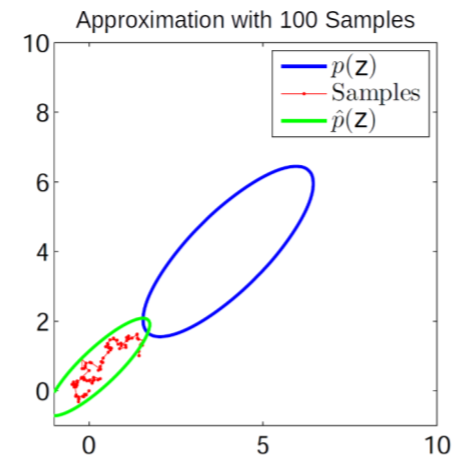 Approximation with 100 Samples
10
8
6
4
2
0
0 5 10
p(z)
Samples
p̂(z)